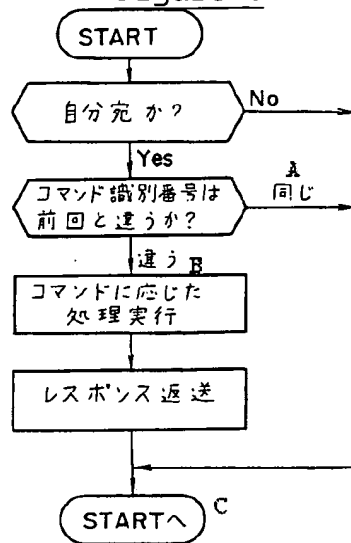 START
自分宛か?
No
Yes
コマンド識別番号は
前回と違うか?
A
同じ
違う B
コマンドに応じた
処理実行
レスポンス返送
STARTへ
C